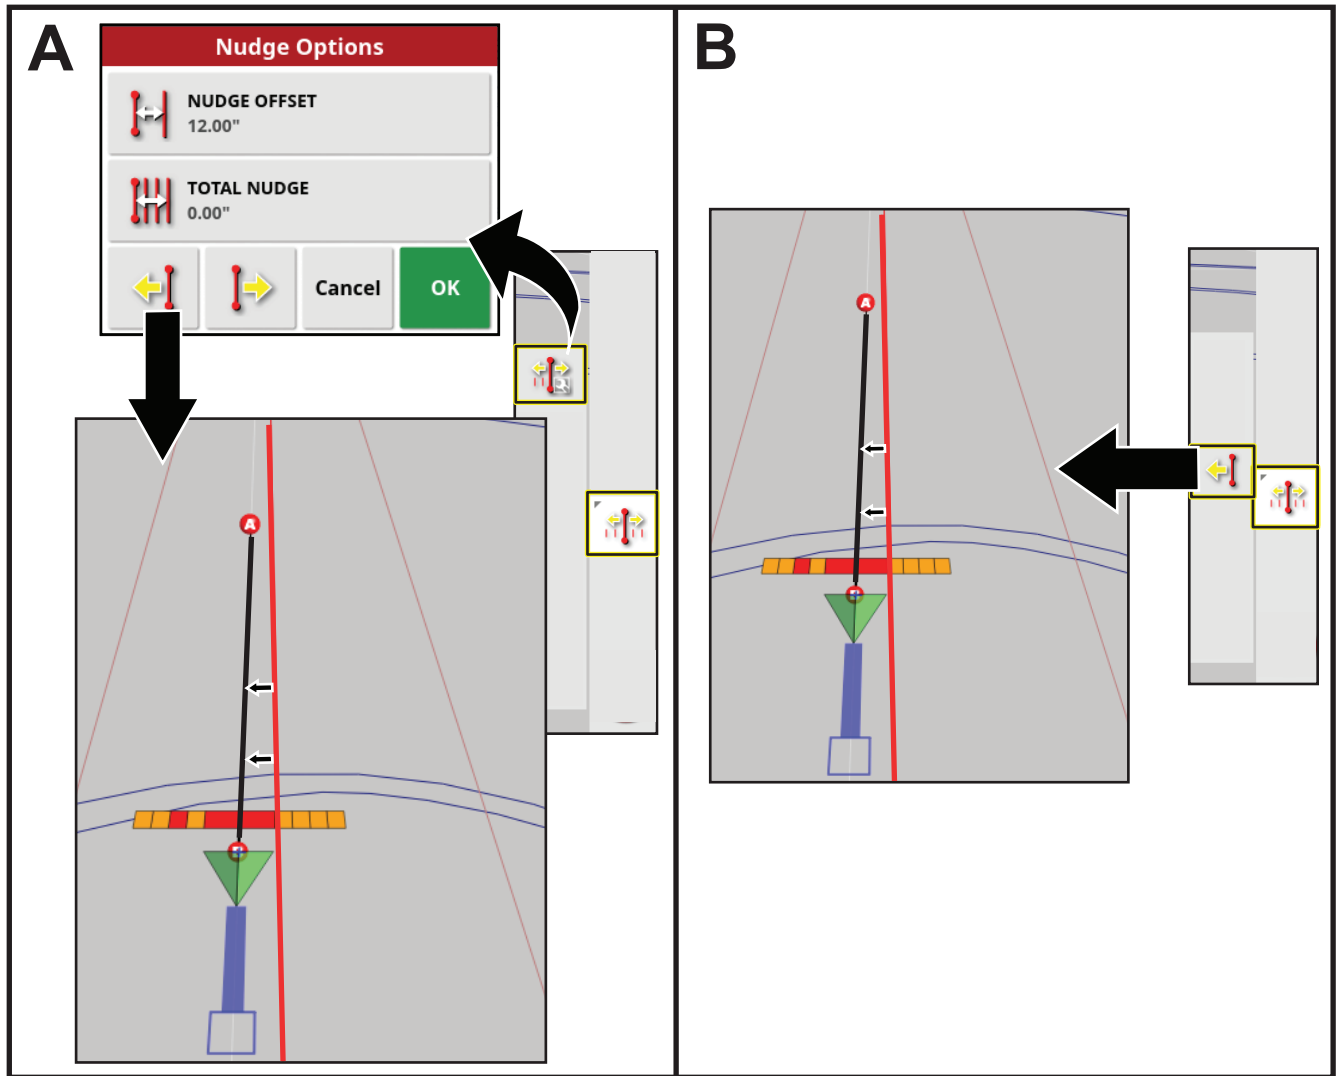 A
Nudge Options
NUDGE OFFSET
12.00"
TOTAL NUDGE
0.00"
Cancel
OK
A
B
A